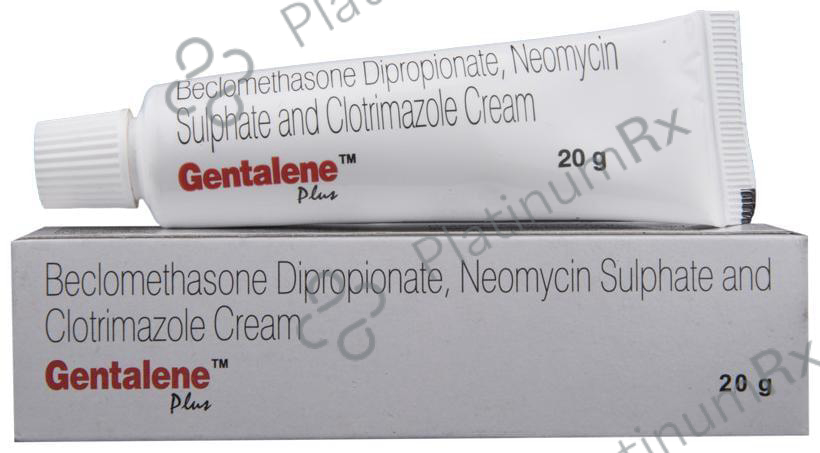 Beclomethasone Dipropionate, Neomycin
Sulphate and Clotrimazole Cream
Gentalene™
Plus
20 g
Beclomethasone Dipropionate, Neomycin Sulphate and
Clotrimazole Cream
Gentalene™
Plus
20 g
PlatinumRx